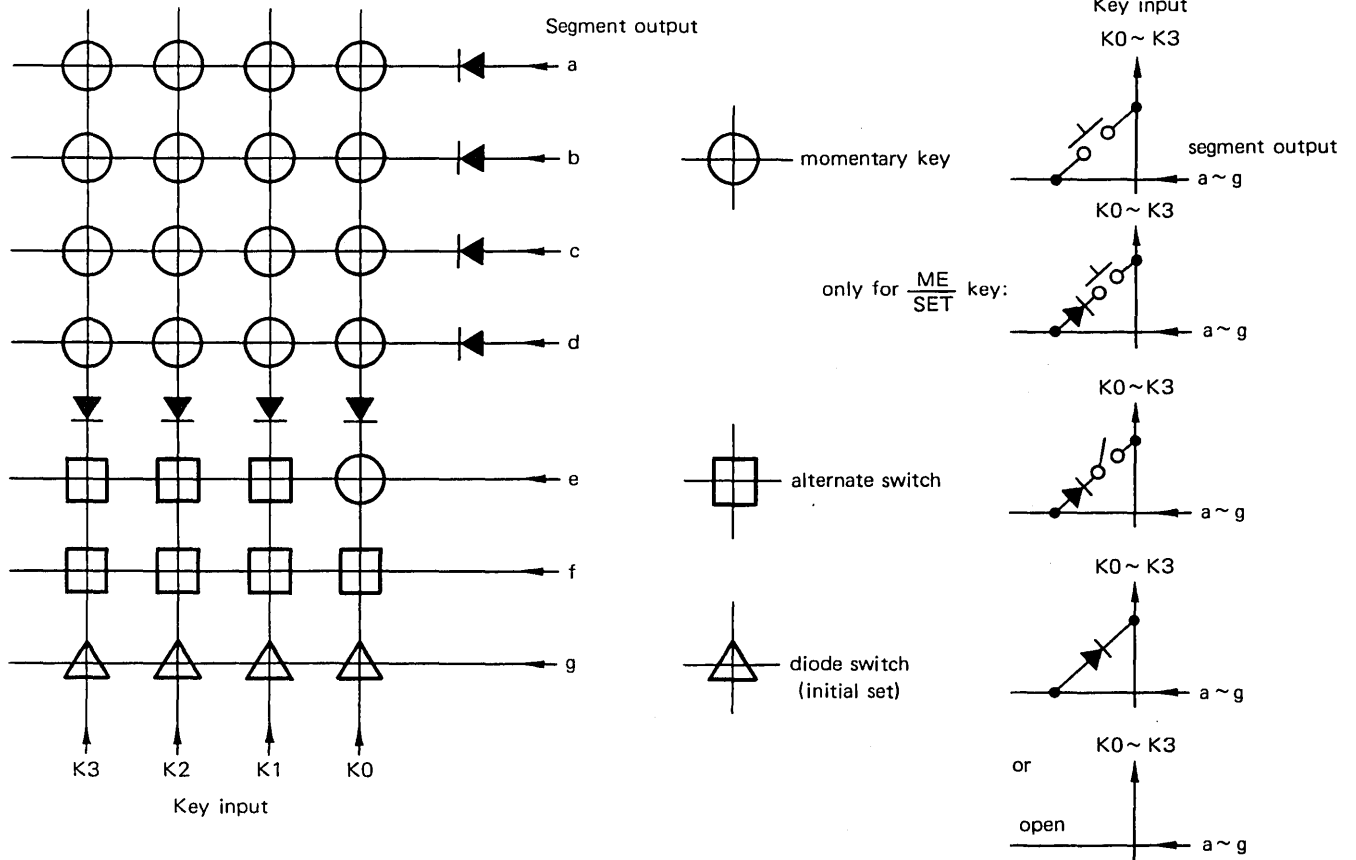 Segment output
a
b
c
d
e
f
g
K3 K2 K1 K0
Key input
momentary key
only for ME/SET key:
alternate switch
diode switch
(initial set)
Key input
K0~K3
segment output
a~g
K0~K3
a~g
K0~K3
a~g
K0~K3
a~g
K0~K3
or
open
a~g